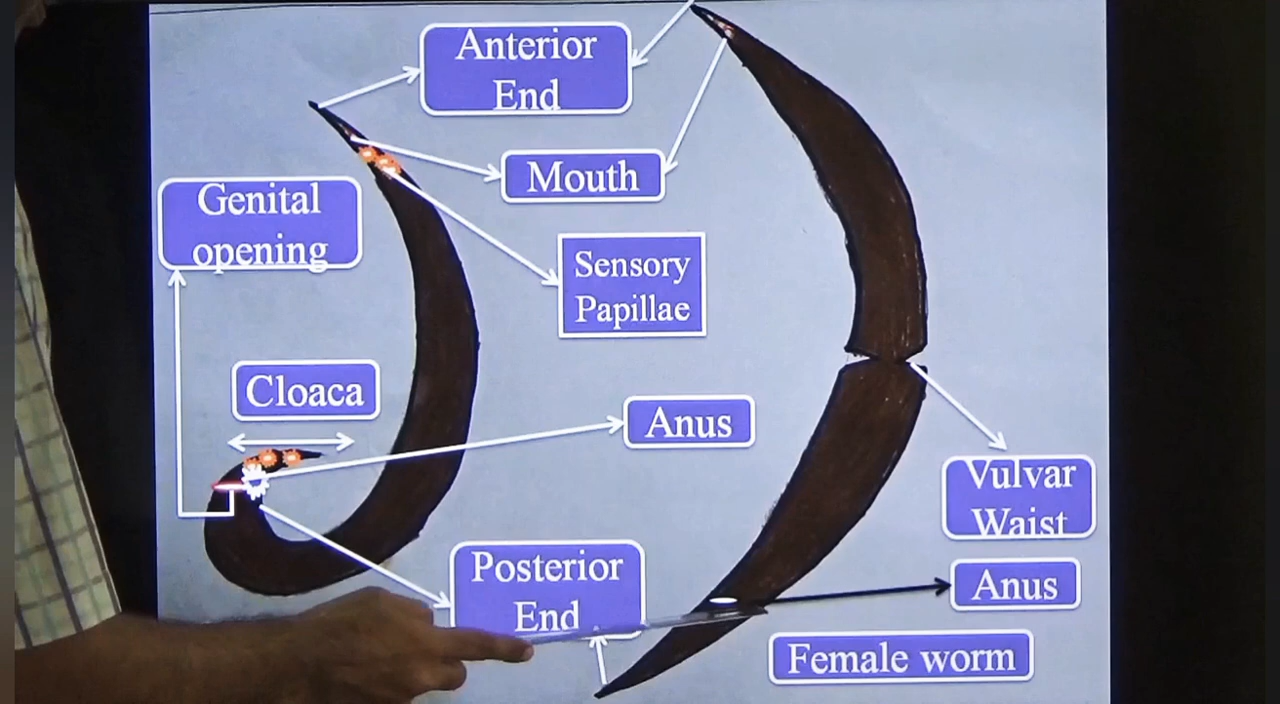 Anterior
End
Mouth
Genital
opening
Sensory
Papillae
Cloaca
Anus
Vulvar
Waist
Posterior
End
Anus
Female worm